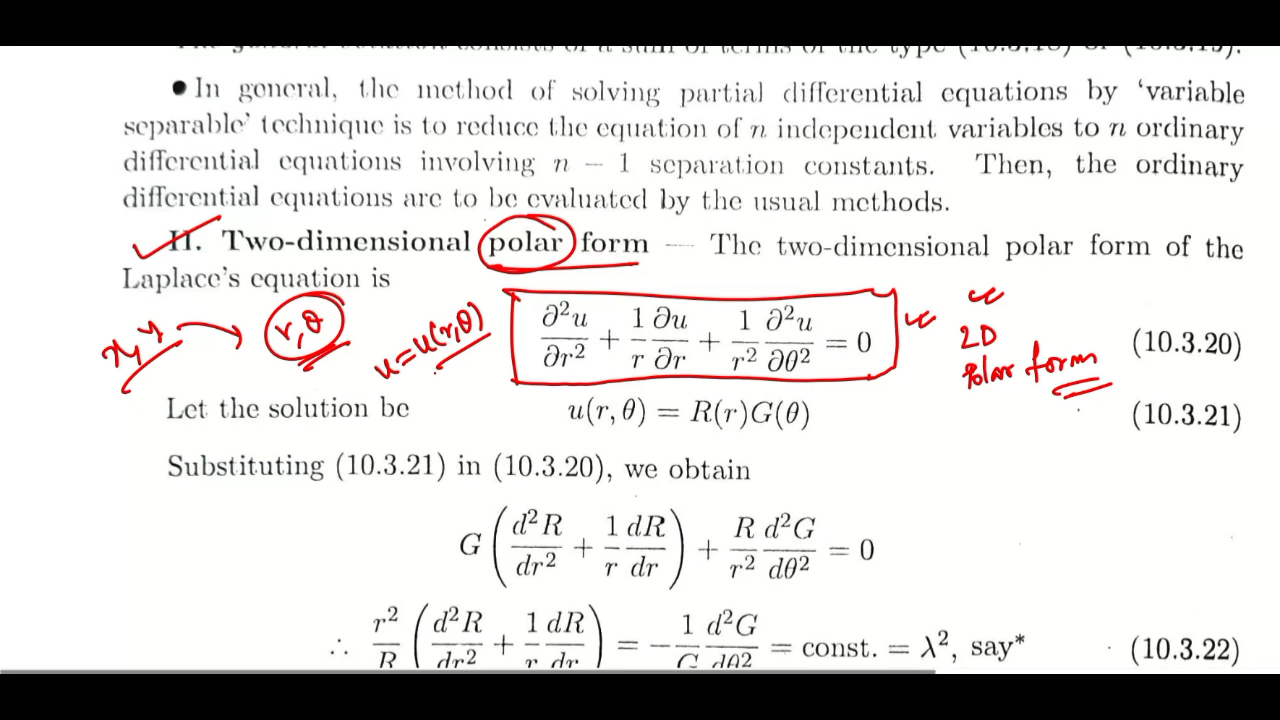 ● In general, the method of solving partial differential equations by ‘variable
separable’ technique is to reduce the equation of n independent variables to n ordinary
differential equations involving n − 1 separation constants. Then, the ordinary
differential equations are to be evaluated by the usual methods.
II. Two-dimensional polar form — The two-dimensional polar form of the
Laplace's equation is
x, y → r, θ
u = u(r, θ)
∂²u/∂r² + 1/r ∂u/∂r + 1/r² ∂²u/∂θ² = 0 (10.3.20)
2D
Polar form
Let the solution be u(r, θ) = R(r)G(θ) (10.3.21)
Substituting (10.3.21) in (10.3.20), we obtain
G (d²R/dr² + 1/r dR/dr) + R/r² d²G/dθ² = 0
∴ r²/R (d²R/dr² + 1/r dR/dr) = − 1/G d²G/dθ² = const. = λ², say* (10.3.22)